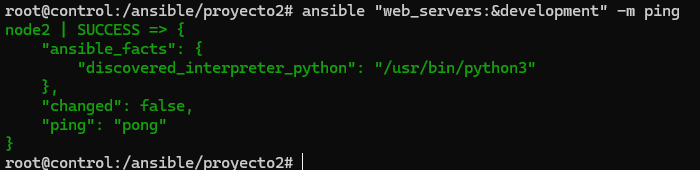 root@control:/ansible/proyecto2# ansible "web_servers:&development" -m ping
node2 | SUCCESS => {
    "ansible_facts": {
        "discovered_interpreter_python": "/usr/bin/python3"
    },
    "changed": false,
    "ping": "pong"
}
root@control:/ansible/proyecto2#